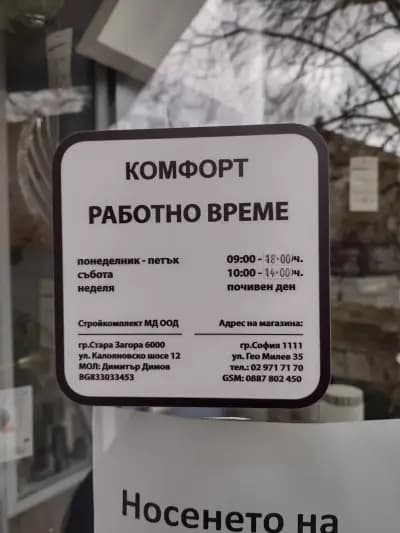 КОМФОРТ
РАБОТНО ВРЕМЕ
понеделник - петък 09:00 - 18:00ч.
събота 10:00 - 14:00ч.
неделя почивен ден
Стройкомплект МД ООД
гр.Стара Загора 6000
ул. Калояновско шосе 12
МОЛ: Димитър Димов
BG833033453
Адрес на магазина:
гр.София 1111
ул. Гео Милев 35
тел.: 02 971 71 70
GSM: 0887 802 450
Носенето на